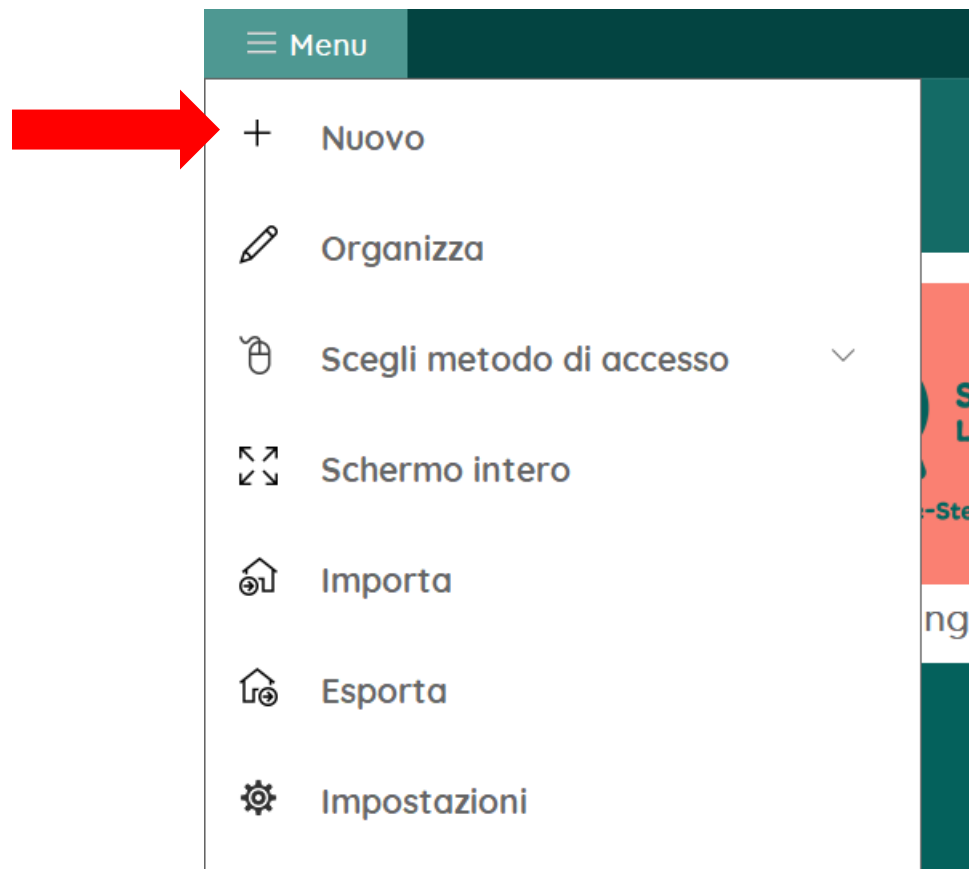 Menu
Nuovo
Organizza
Scegli metodo di accesso
Schermo intero
Importa
Esporta
Impostazioni